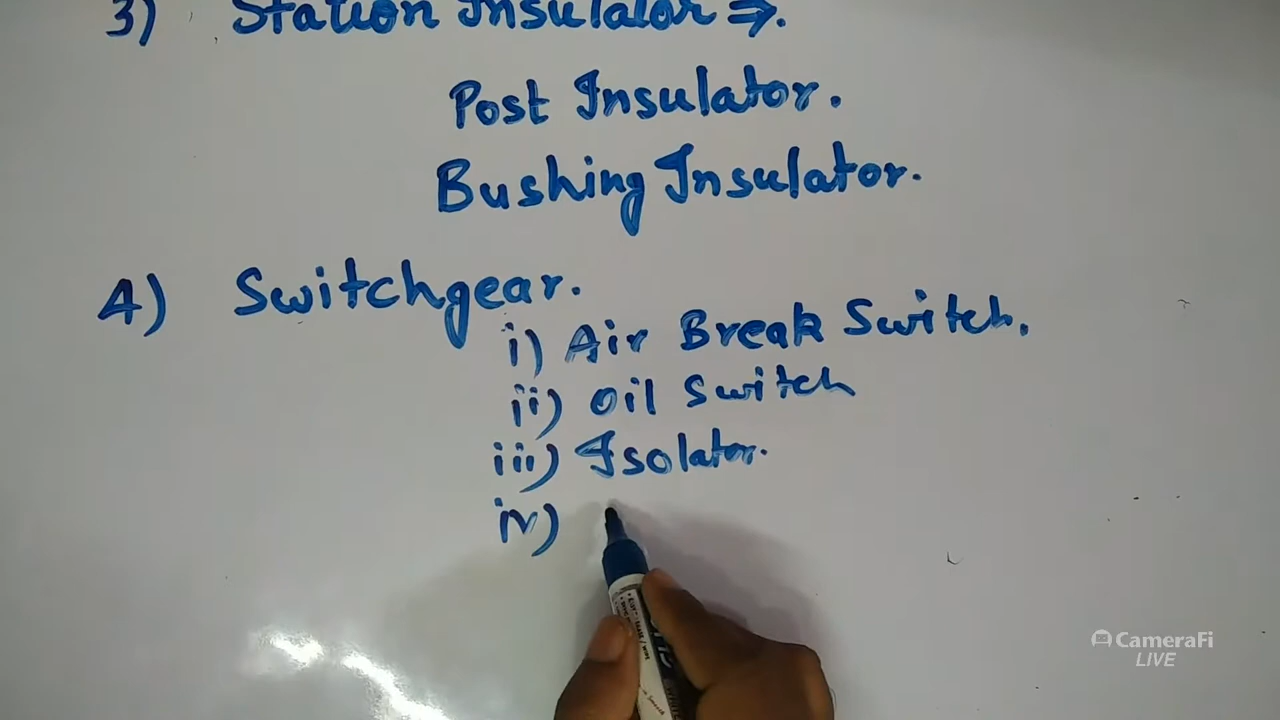 3) Station Insulator ⇒.
Post Insulator.
Bushing Insulator.
4) Switchgear.
i) Air Break Switch.
ii) Oil Switch
iii) Isolator.
iv)
CameraFi
LIVE